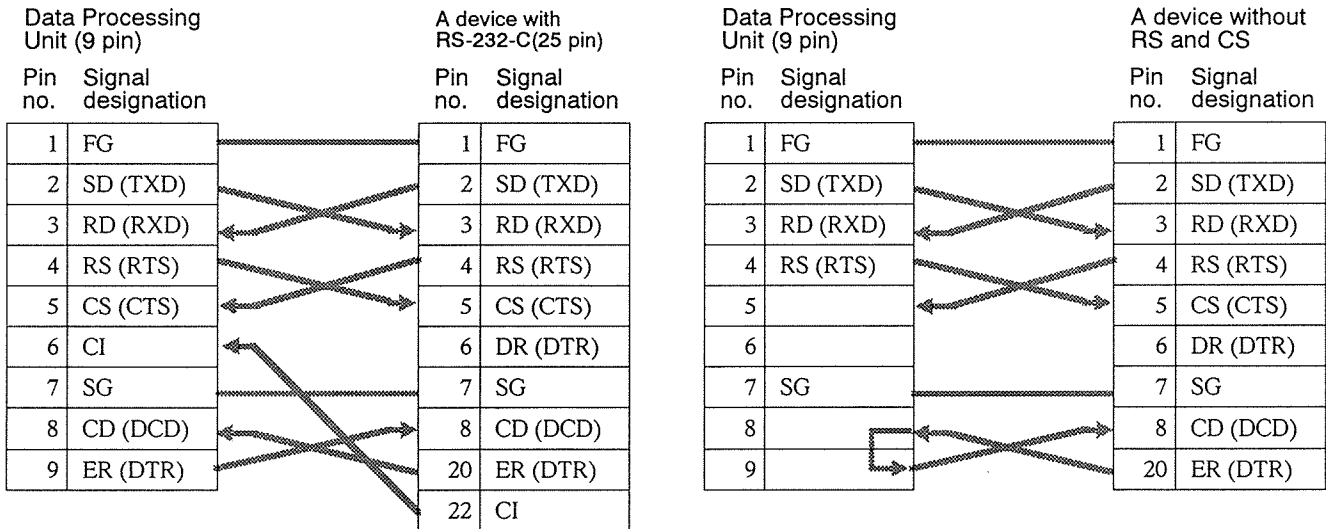 Data Processing
Unit (9 pin)
A device with
RS-232-C(25 pin)
Pin no. Signal designation Pin no. Signal designation
1 FG 1 FG
2 SD (TXD) 2 SD (TXD)
3 RD (RXD) 3 RD (RXD)
4 RS (RTS) 4 RS (RTS)
5 CS (CTS) 5 CS (CTS)
6 CI 6 DR (DTR)
7 SG 7 SG
8 CD (DCD) 8 CD (DCD)
9 ER (DTR) 20 ER (DTR)
22 CI
Data Processing
Unit (9 pin)
A device without
RS and CS
Pin no. Signal designation Pin no. Signal designation
1 FG 1 FG
2 SD (TXD) 2 SD (TXD)
3 RD (RXD) 3 RD (RXD)
4 RS (RTS) 4 RS (RTS)
5 5 CS (CTS)
6 6 DR (DTR)
7 SG 7 SG
8 8 CD (DCD)
9 20 ER (DTR)